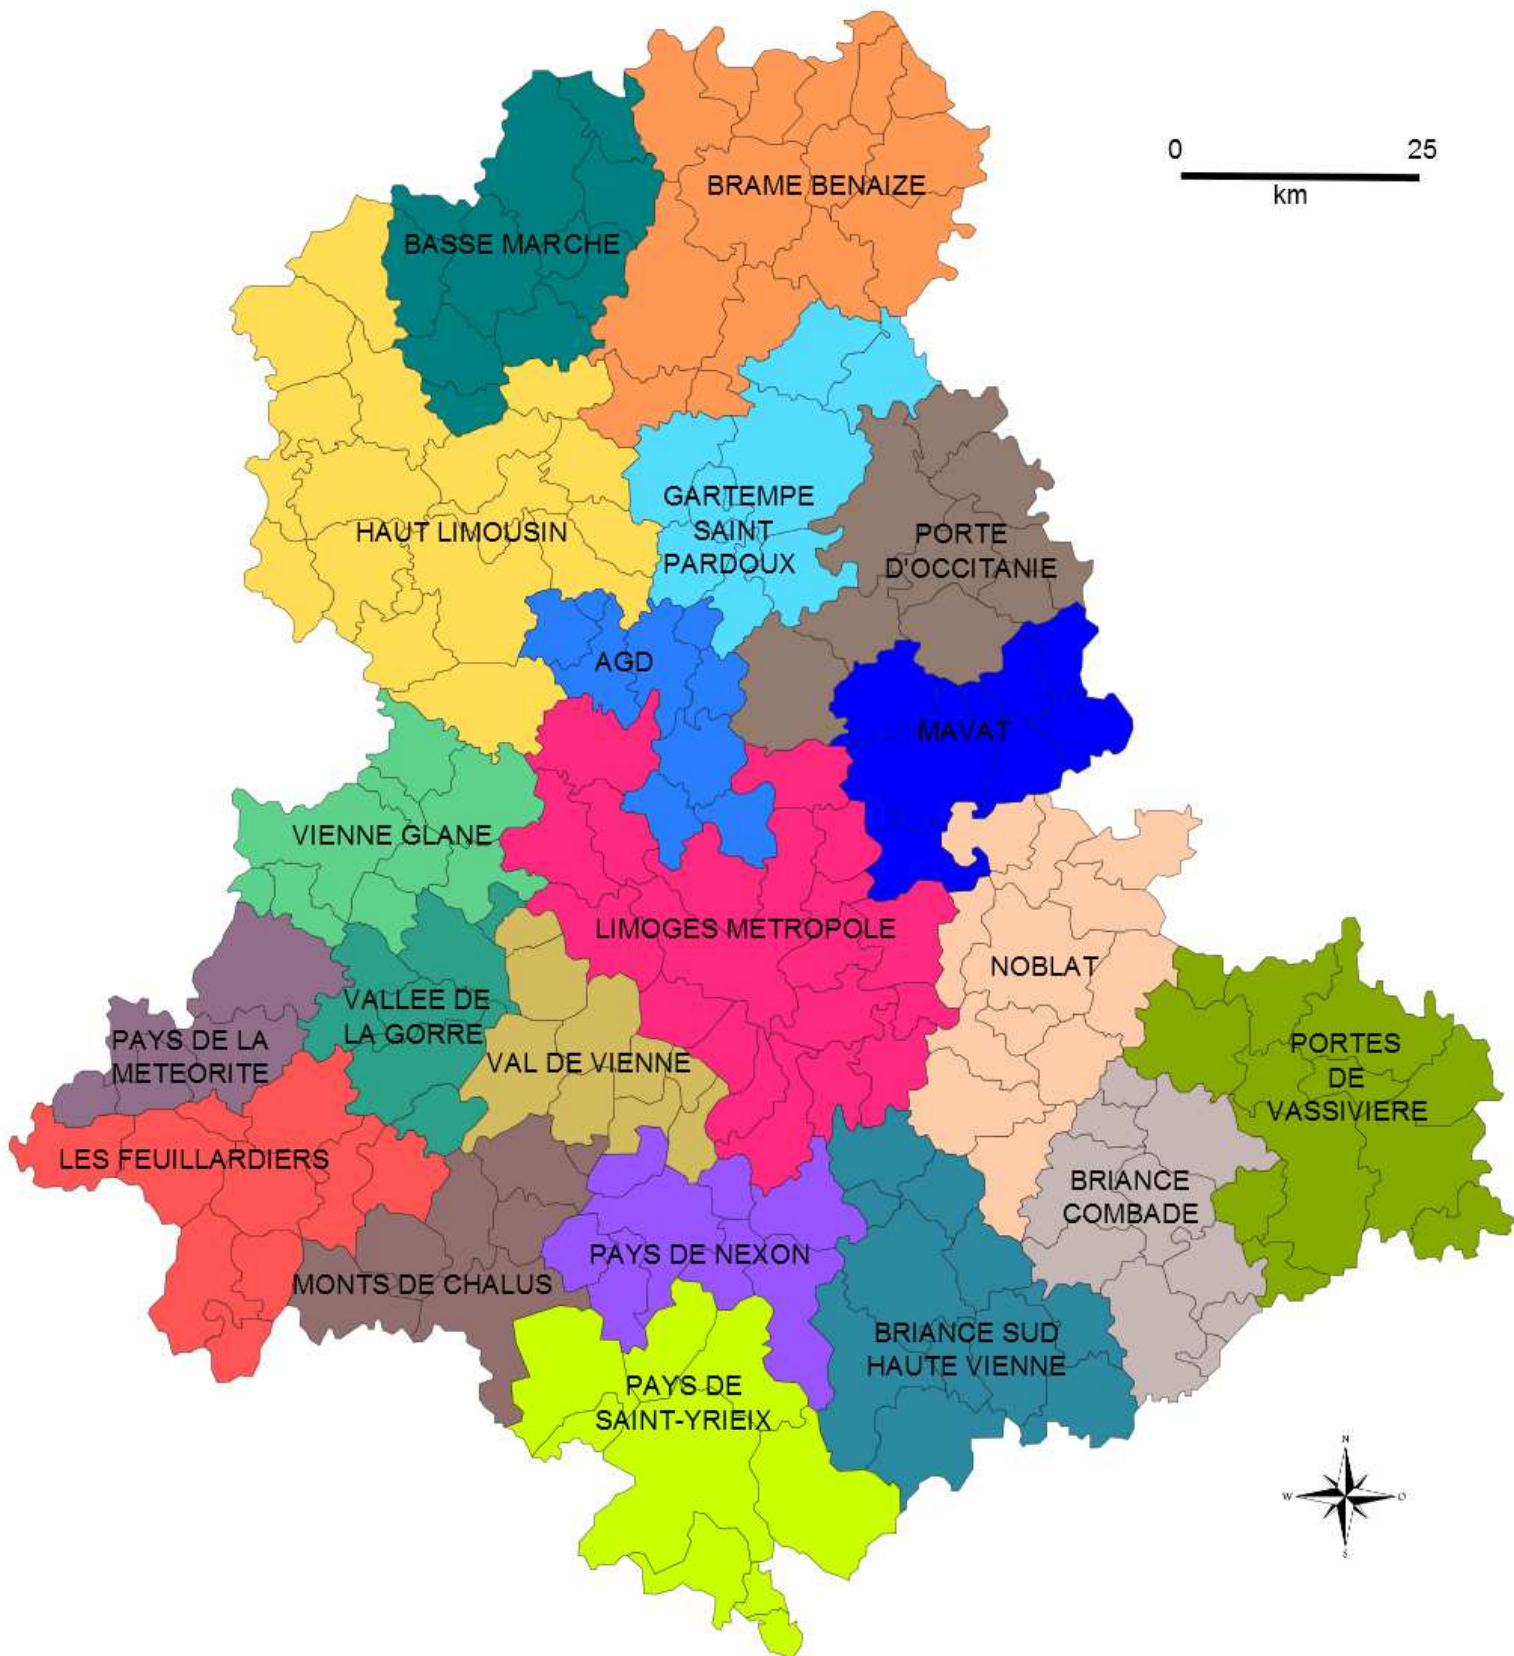 0 25
km
BRAME BENAIZE
BASSE MARCHE
GARTEMPE
SAINT
PARDOUX
HAUT LIMOUSIN
PORTE
D'OCCITANIE
AGD
MAVAT
VIENNE GLANE
LIMOGES METROPOLE
NOBLAT
VALLEE DE
LA GORRE
PAYS DE LA
METEORITE
VAL DE VIENNE
PORTES
DE
VASSIVIERE
LES FEUILLARDIERS
BRIANCE
COMBADE
PAYS DE NEXON
MONTS DE CHALUS
BRIANCE SUD
HAUTE VIENNE
PAYS DE
SAINT-YRIEIX
N
W O
S